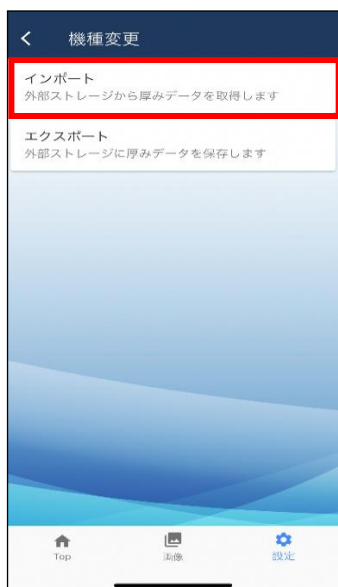 機種変更
インポート
外部ストレージから厚みデータを取得します
エクスポート
外部ストレージに厚みデータを保存します
Top
画像
設定